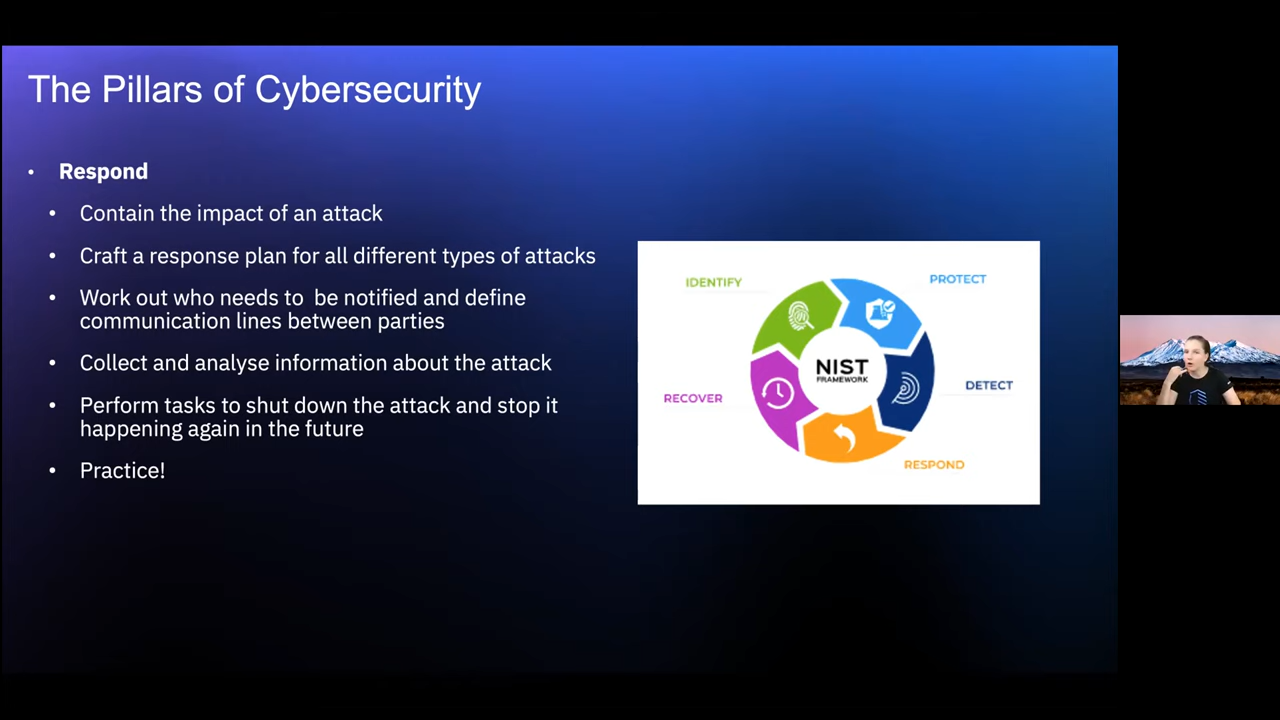 The Pillars of Cybersecurity
• Respond
• Contain the impact of an attack
• Craft a response plan for all different types of attacks
• Work out who needs to  be notified and define
communication lines between parties
• Collect and analyse information about the attack
• Perform tasks to shut down the attack and stop it
happening again in the future
• Practice!
IDENTIFY
PROTECT
NIST
FRAMEWORK
DETECT
RECOVER
RESPOND